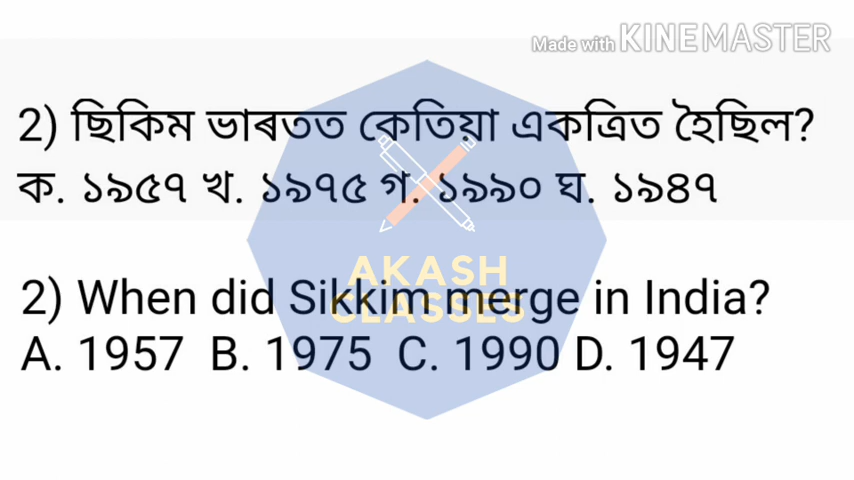 Made with KINEMASTER
2) ছিকিম ভাৰতত কেতিয়া একত্ৰিত হৈছিল?
ক. ১৯৫৭ খ. ১৯৭৫ গ. ১৯৯০ ঘ. ১৯৪৭
AKASH
CLASSES
2) When did Sikkim merge in India?
A. 1957 B. 1975 C. 1990 D. 1947